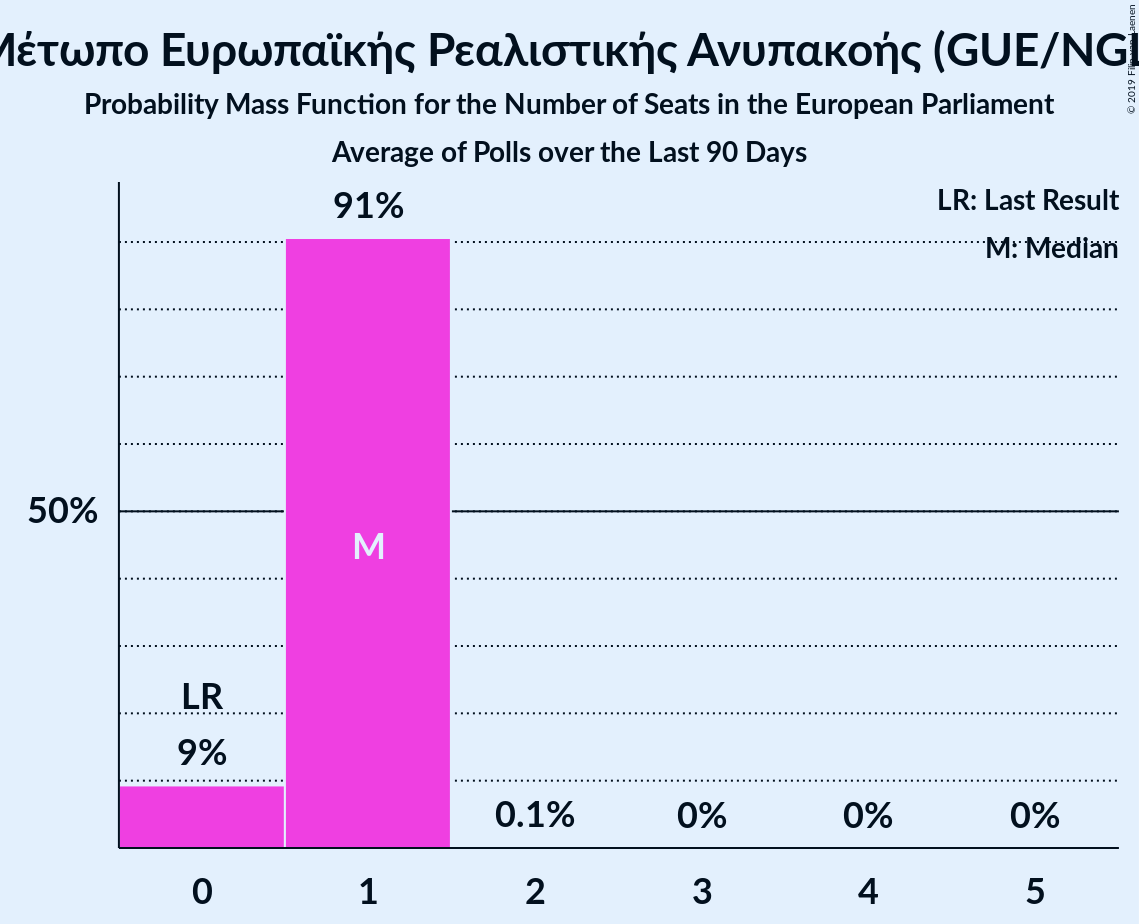 Μέτωπο Ευρωπαϊκής Ρεαλιστικής Ανυπακοής (GUE/NGL
© 2019 Filip van Laenen
Probability Mass Function for the Number of Seats in the European Parliament
Average of Polls over the Last 90 Days
LR: Last Result
M: Median
91%
50%
M
LR
9%
0.1%
0%
0%
0%
0
1
2
3
4
5